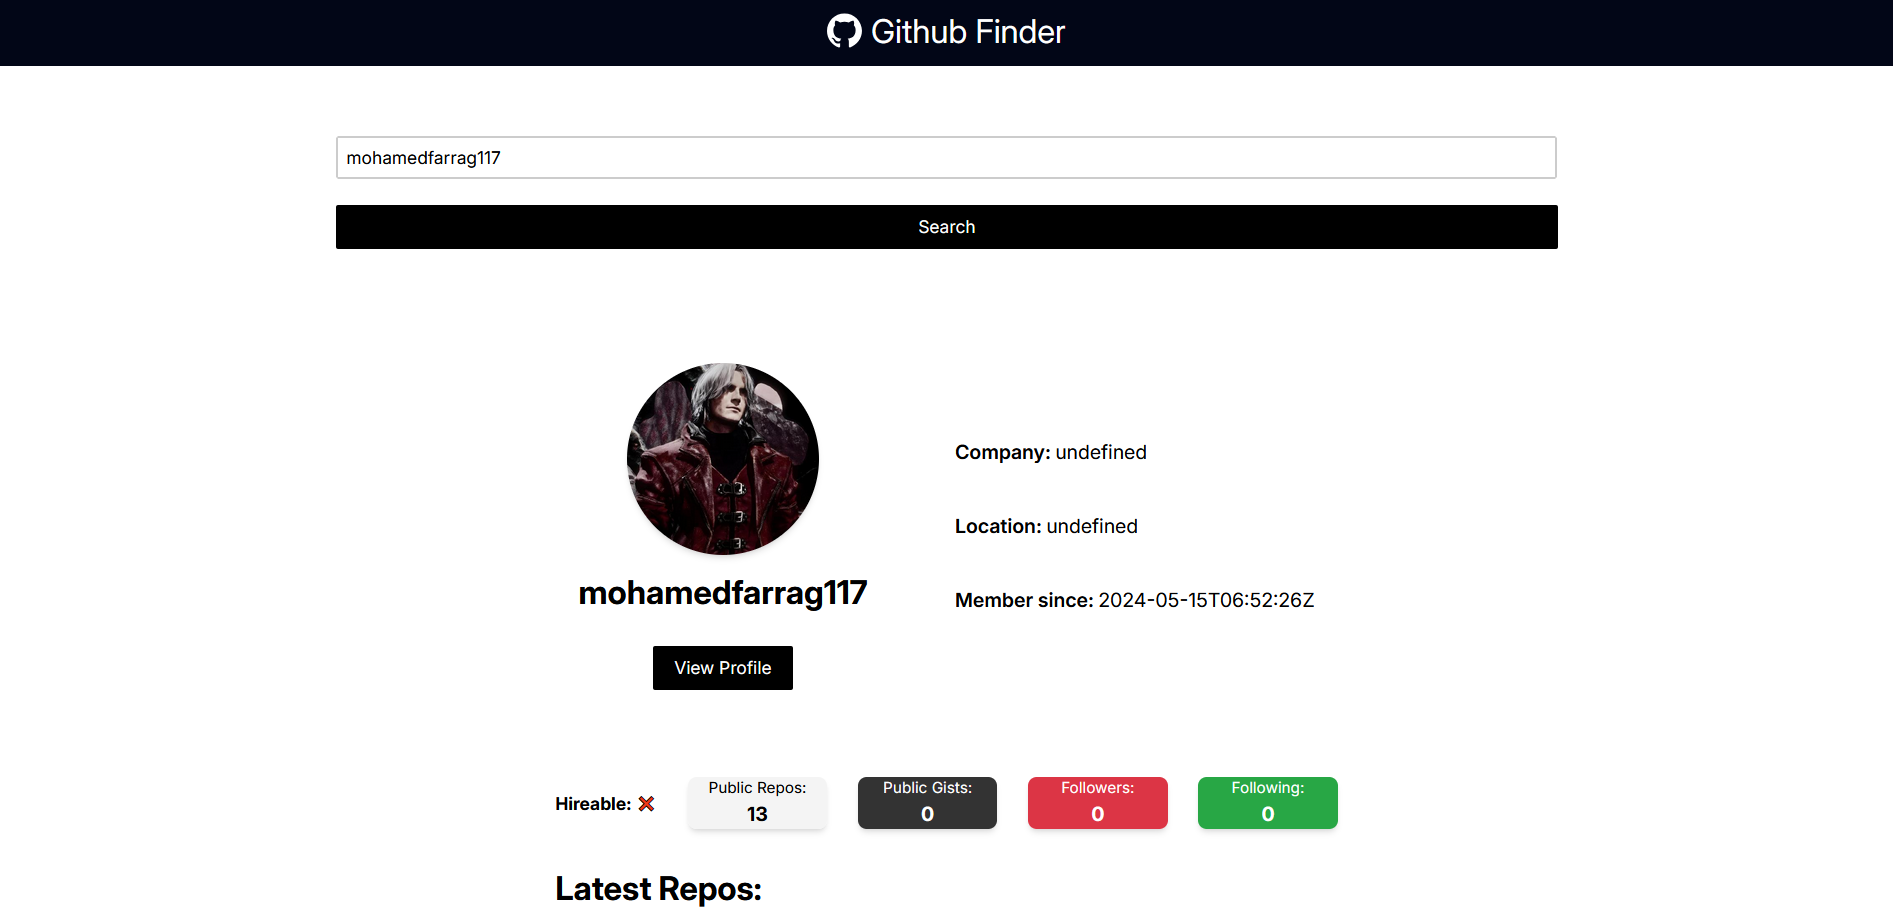 Github Finder
mohamedfarrag117
Search
Company: undefined
Location: undefined
Member since: 2024-05-15T06:52:26Z
mohamedfarrag117
View Profile
Hireable: ❌
Public Repos:
13
Public Gists:
0
Followers:
0
Following:
0
Latest Repos: